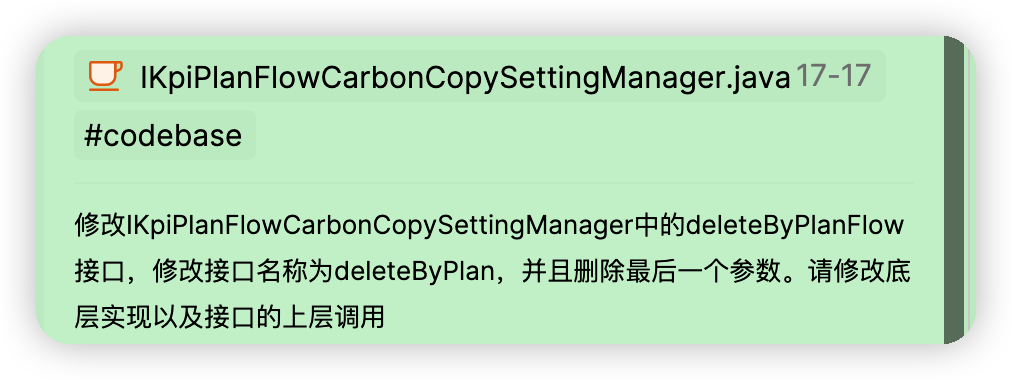 IKpiPlanFlowCarbonCopySettingManager.java 17-17
#codebase
修改IKpiPlanFlowCarbonCopySettingManager中的deleteByPlanFlow
接口，修改接口名称为deleteByPlan，并且删除最后一个参数。请修改底
层实现以及接口的上层调用